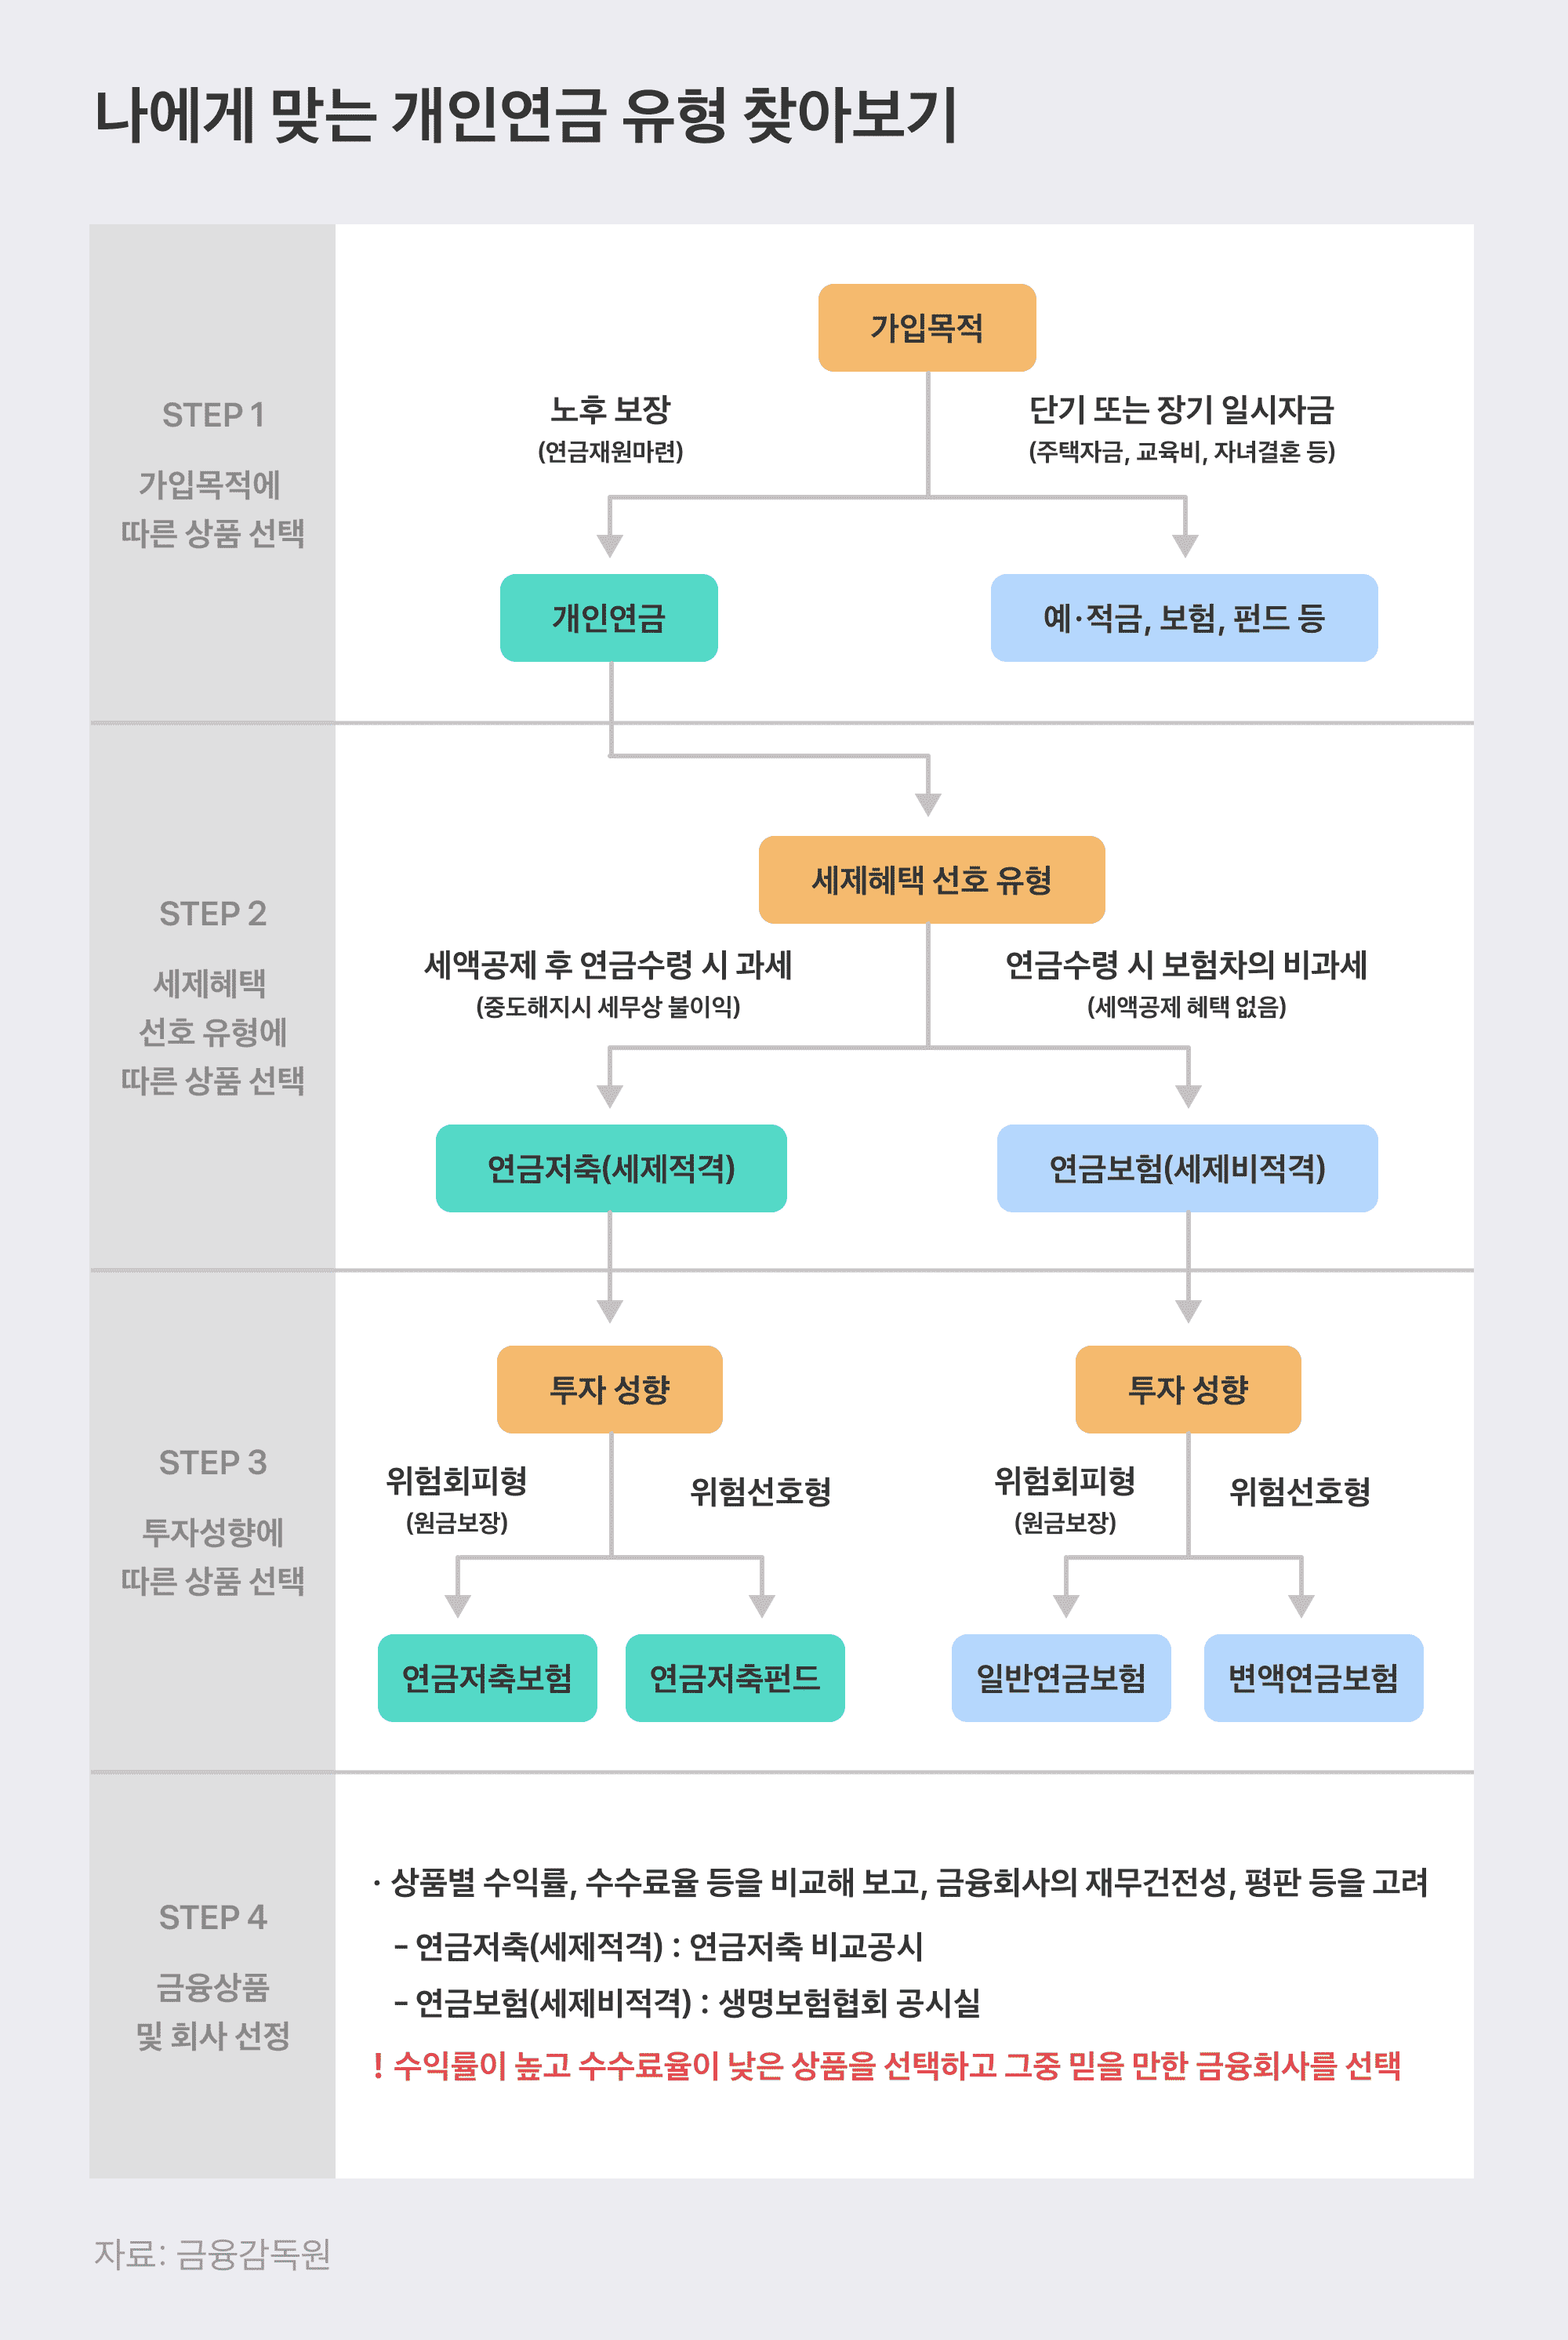 나에게 맞는 개인연금 유형 찾아보기
STEP 1
가입목적에
따른 상품 선택
가입목적
노후 보장
(연금재원마련)
단기 또는 장기 일시자금
(주택자금, 교육비, 자녀결혼 등)
개인연금
예·적금, 보험, 펀드 등
STEP 2
세제혜택
선호 유형에
따른 상품 선택
세제혜택 선호 유형
세액공제 후 연금수령 시 과세
(중도해지시 세무상 불이익)
연금수령 시 보험차의 비과세
(세액공제 혜택 없음)
연금저축(세제적격)
연금보험(세제비적격)
STEP 3
투자성향에
따른 상품 선택
투자 성향
위험회피형
(원금보장)
위험선호형
연금저축보험
연금저축펀드
투자 성향
위험회피형
(원금보장)
위험선호형
일반연금보험
변액연금보험
STEP 4
금융상품
및 회사 선정
· 상품별 수익률, 수수료율 등을 비교해 보고, 금융회사의 재무건전성, 평판 등을 고려
– 연금저축(세제적격) : 연금저축 비교공시
– 연금보험(세제비적격) : 생명보험협회 공시실
! 수익률이 높고 수수료율이 낮은 상품을 선택하고 그중 믿을 만한 금융회사를 선택
자료: 금융감독원